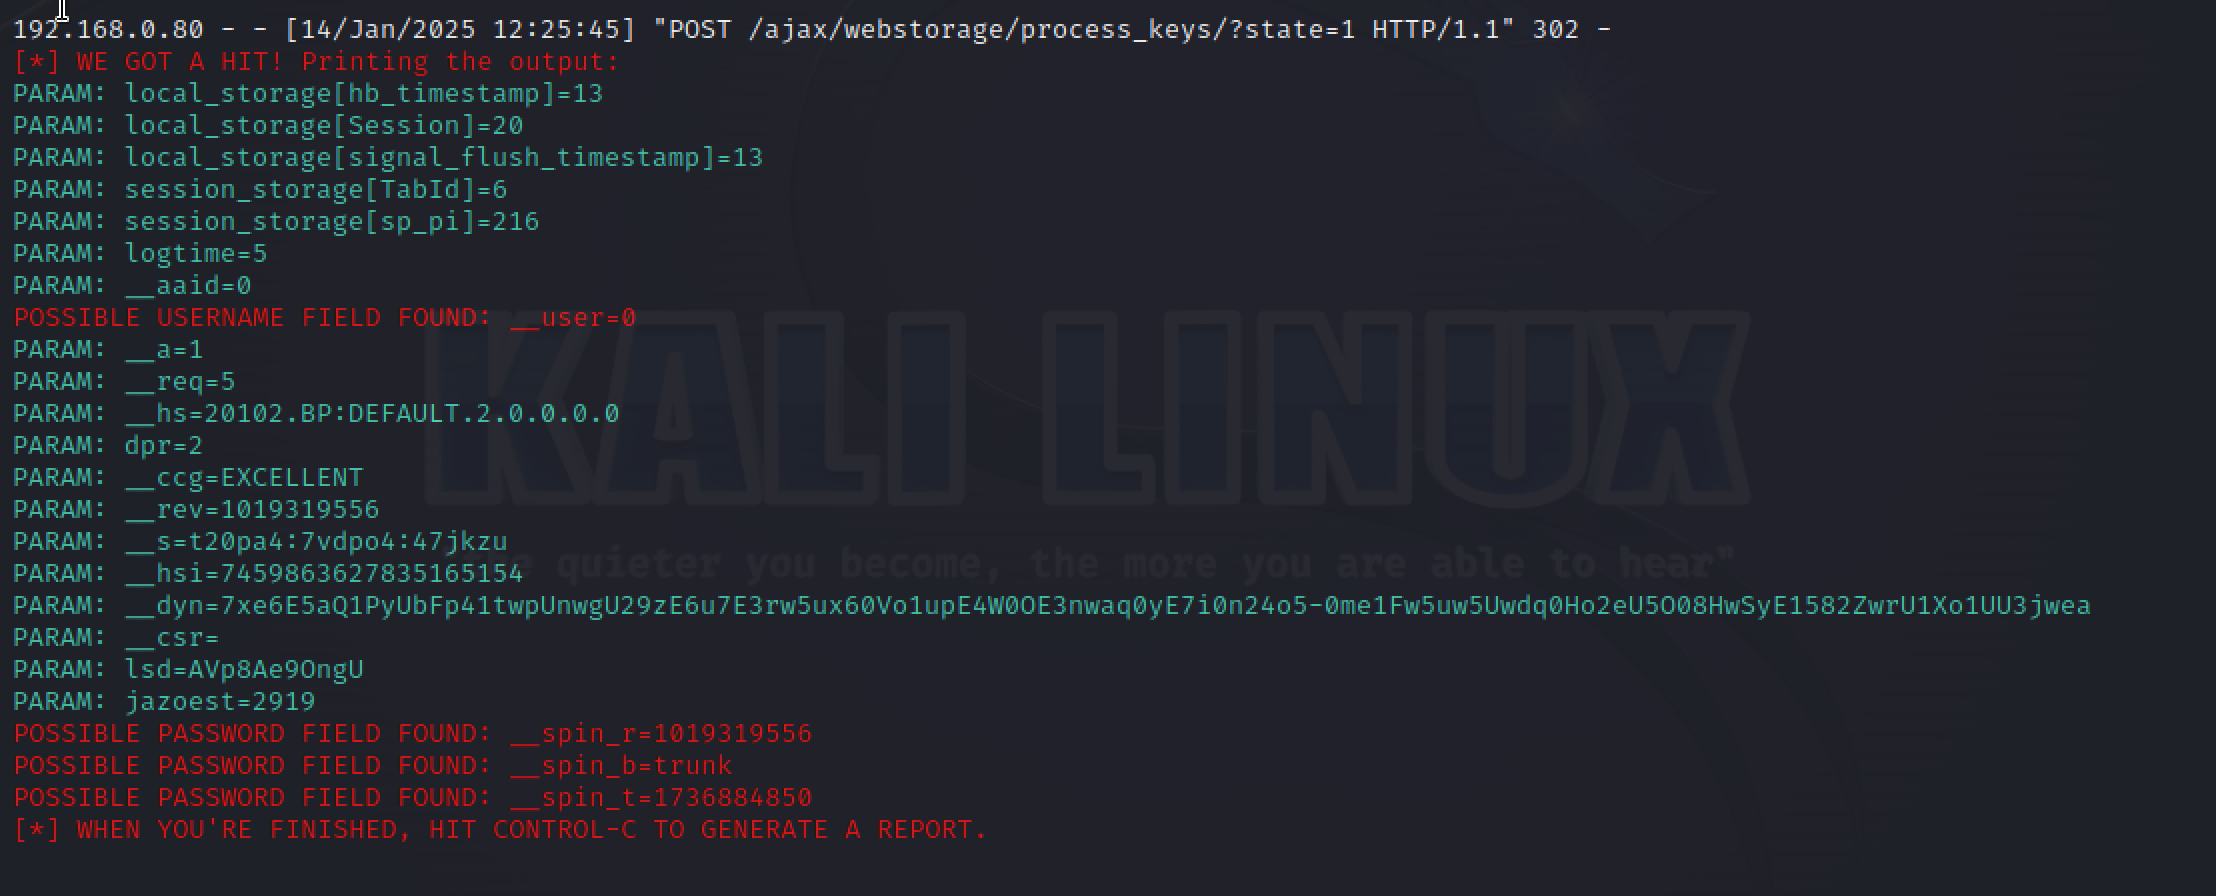 192.168.0.80 - - [14/Jan/2025 12:25:45] "POST /ajax/webstorage/process_keys/?state=1 HTTP/1.1" 302 -
[*] WE GOT A HIT! Printing the output:
PARAM: local_storage[hb_timestamp]=13
PARAM: local_storage[Session]=20
PARAM: local_storage[signal_flush_timestamp]=13
PARAM: session_storage[TabId]=6
PARAM: session_storage[sp_pi]=216
PARAM: logtime=5
PARAM: __aaid=0
POSSIBLE USERNAME FIELD FOUND: __user=0
PARAM: __a=1
PARAM: __req=5
PARAM: __hs=20102.BP:DEFAULT.2.0.0.0.0
PARAM: dpr=2
PARAM: __ccg=EXCELLENT
PARAM: __rev=1019319556
PARAM: __s=t20pa4:7vdpo4:47jkzu
PARAM: __hsi=7459863627835165154
PARAM: __dyn=7xe6E5aQ1PyUbFp41twpUnwgU29zE6u7E3rw5ux60Vo1upE4W0OE3nwaq0yE7i0n24o5-0me1Fw5uw5Uwdq0Ho2eU5O08HwSyE1582ZwrU1Xo1UU3jwea
PARAM: __csr=
PARAM: lsd=AVp8Ae9OngU
PARAM: jazoest=2919
POSSIBLE PASSWORD FIELD FOUND: __spin_r=1019319556
POSSIBLE PASSWORD FIELD FOUND: __spin_b=trunk
POSSIBLE PASSWORD FIELD FOUND: __spin_t=1736884850
[*] WHEN YOU'RE FINISHED, HIT CONTROL-C TO GENERATE A REPORT.
KALI LINUX
quieter you become, the more you are able to hear"